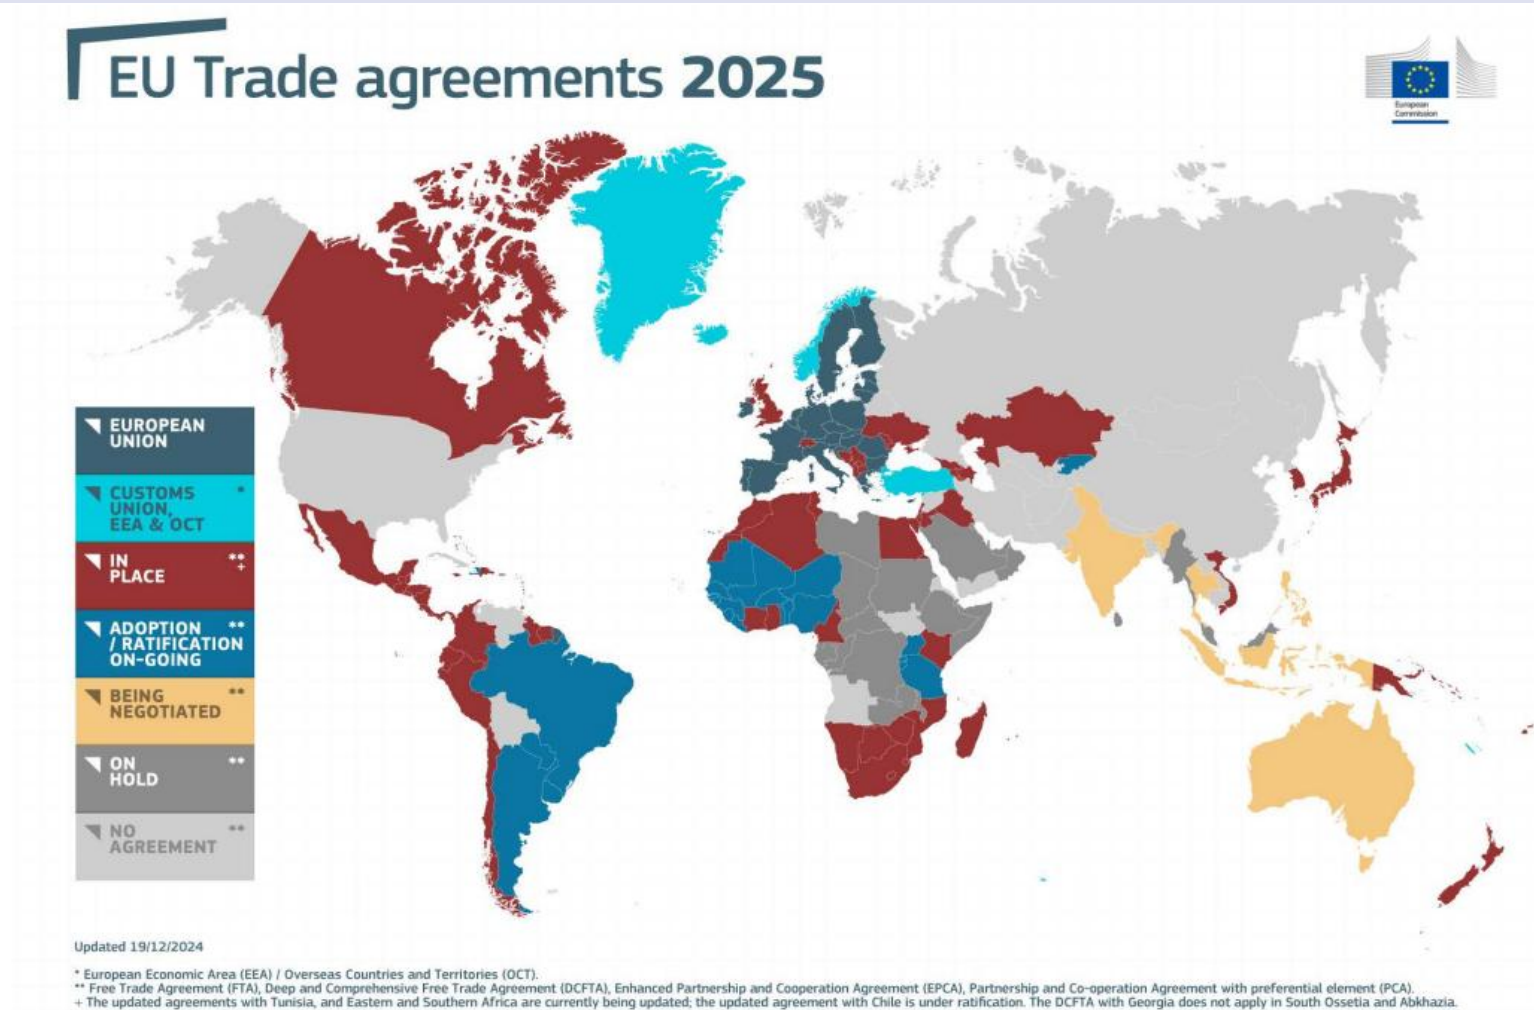 EU Trade agreements 2025
European
Commission
EUROPEAN
UNION
CUSTOMS *
UNION,
EEA & OCT
IN **
PLACE +
ADOPTION **
/ RATIFICATION
ON-GOING
BEING **
NEGOTIATED
ON **
HOLD
NO **
AGREEMENT
Updated 19/12/2024
* European Economic Area (EEA) / Overseas Countries and Territories (OCT).
** Free Trade Agreement (FTA), Deep and Comprehensive Free Trade Agreement (DCFTA), Enhanced Partnership and Cooperation Agreement (EPCA), Partnership and Co-operation Agreement with preferential element (PCA).
+ The updated agreements with Tunisia, and Eastern and Southern Africa are currently being updated; the updated agreement with Chile is under ratification. The DCFTA with Georgia does not apply in South Ossetia and Abkhazia.